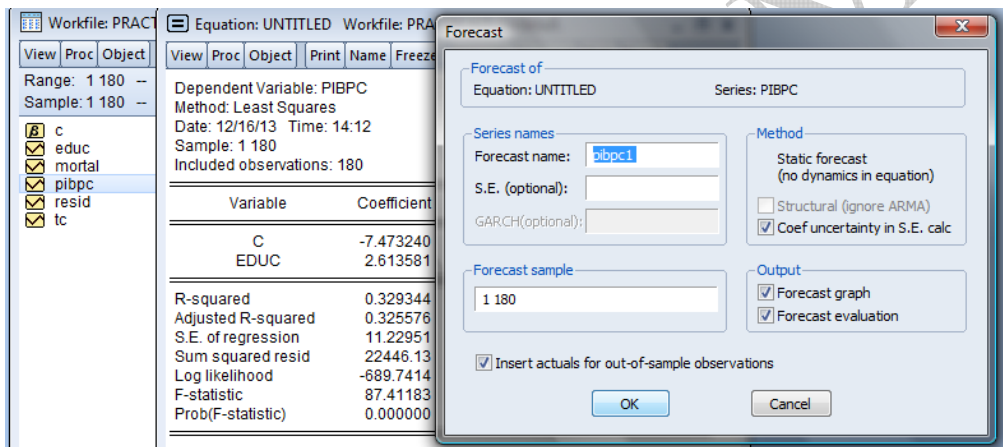 Workfile: PRACT
View Proc Object
Range: 1 180 --
Sample: 1 180 --
β c
educ
mortal
pibpc
resid
tc
Equation: UNTITLED Workfile: PRA
View Proc Object Print Name Freeze
Dependent Variable: PIBPC
Method: Least Squares
Date: 12/16/13 Time: 14:12
Sample: 1 180
Included observations: 180
Variable Coefficient
C -7.473240
EDUC 2.613581
R-squared 0.329344
Adjusted R-squared 0.325576
S.E. of regression 11.22951
Sum squared resid 22446.13
Log likelihood -689.7414
F-statistic 87.41183
Prob(F-statistic) 0.000000
Forecast
Forecast of
Equation: UNTITLED Series: PIBPC
Series names
Forecast name: pibpc1
S.E. (optional):
GARCH(optional):
Method
Static forecast
(no dynamics in equation)
Structural (ignore ARMA)
Coef uncertainty in S.E. calc
Forecast sample
1 180
Output
Forecast graph
Forecast evaluation
Insert actuals for out-of-sample observations
OK Cancel